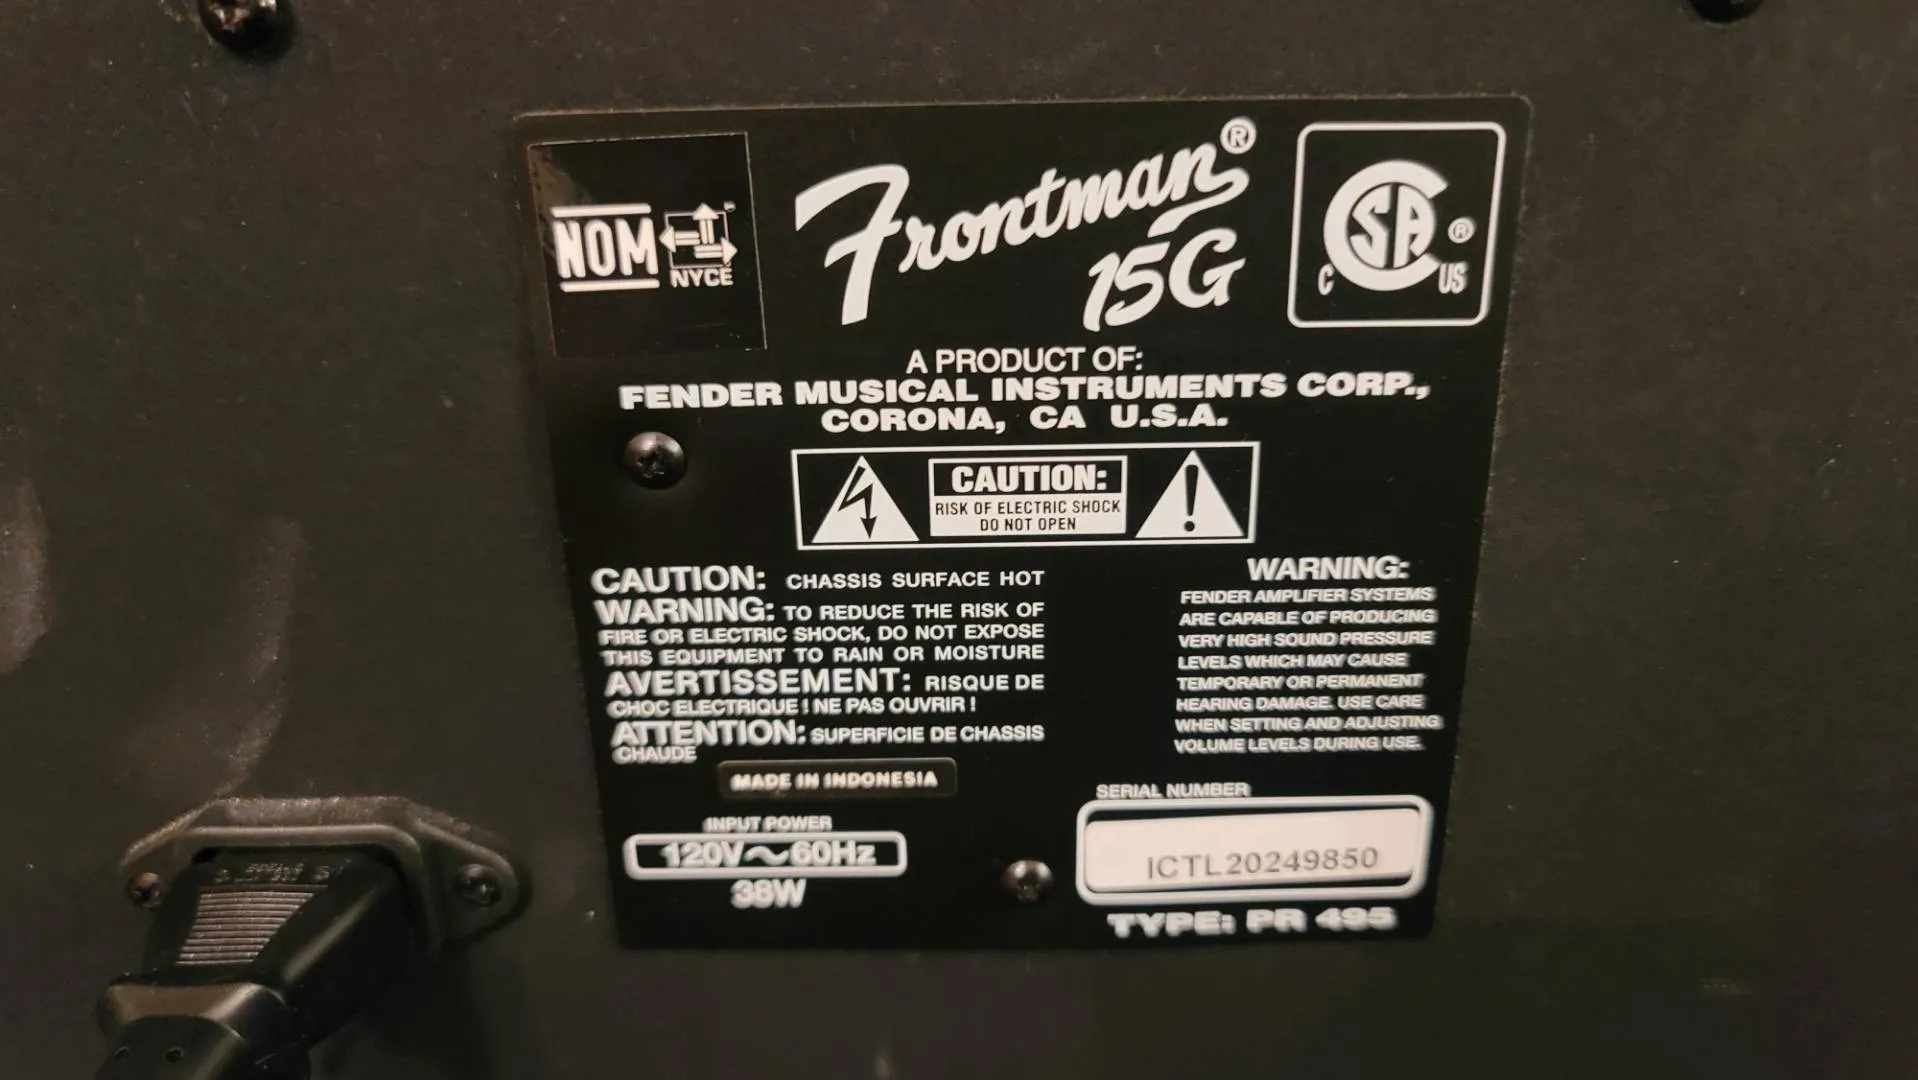 NOM
NYCE
Frontman®
15G
CSA®
C US
A PRODUCT OF:
FENDER MUSICAL INSTRUMENTS CORP.,
CORONA, CA U.S.A.
CAUTION:
RISK OF ELECTRIC SHOCK
DO NOT OPEN
CAUTION: CHASSIS SURFACE HOT
WARNING: TO REDUCE THE RISK OF
FIRE OR ELECTRIC SHOCK, DO NOT EXPOSE
THIS EQUIPMENT TO RAIN OR MOISTURE
AVERTISSEMENT: RISQUE DE
CHOC ELECTRIQUE ! NE PAS OUVRIR !
ATTENTION: SUPERFICIE DE CHASSIS
CHAUDE
WARNING:
FENDER AMPLIFIER SYSTEMS
ARE CAPABLE OF PRODUCING
VERY HIGH SOUND PRESSURE
LEVELS WHICH MAY CAUSE
TEMPORARY OR PERMANENT
HEARING DAMAGE. USE CARE
WHEN SETTING AND ADJUSTING
VOLUME LEVELS DURING USE.
MADE IN INDONESIA
INPUT POWER
120V~60Hz
38W
SERIAL NUMBER
ICTL20249850
TYPE: PR 495